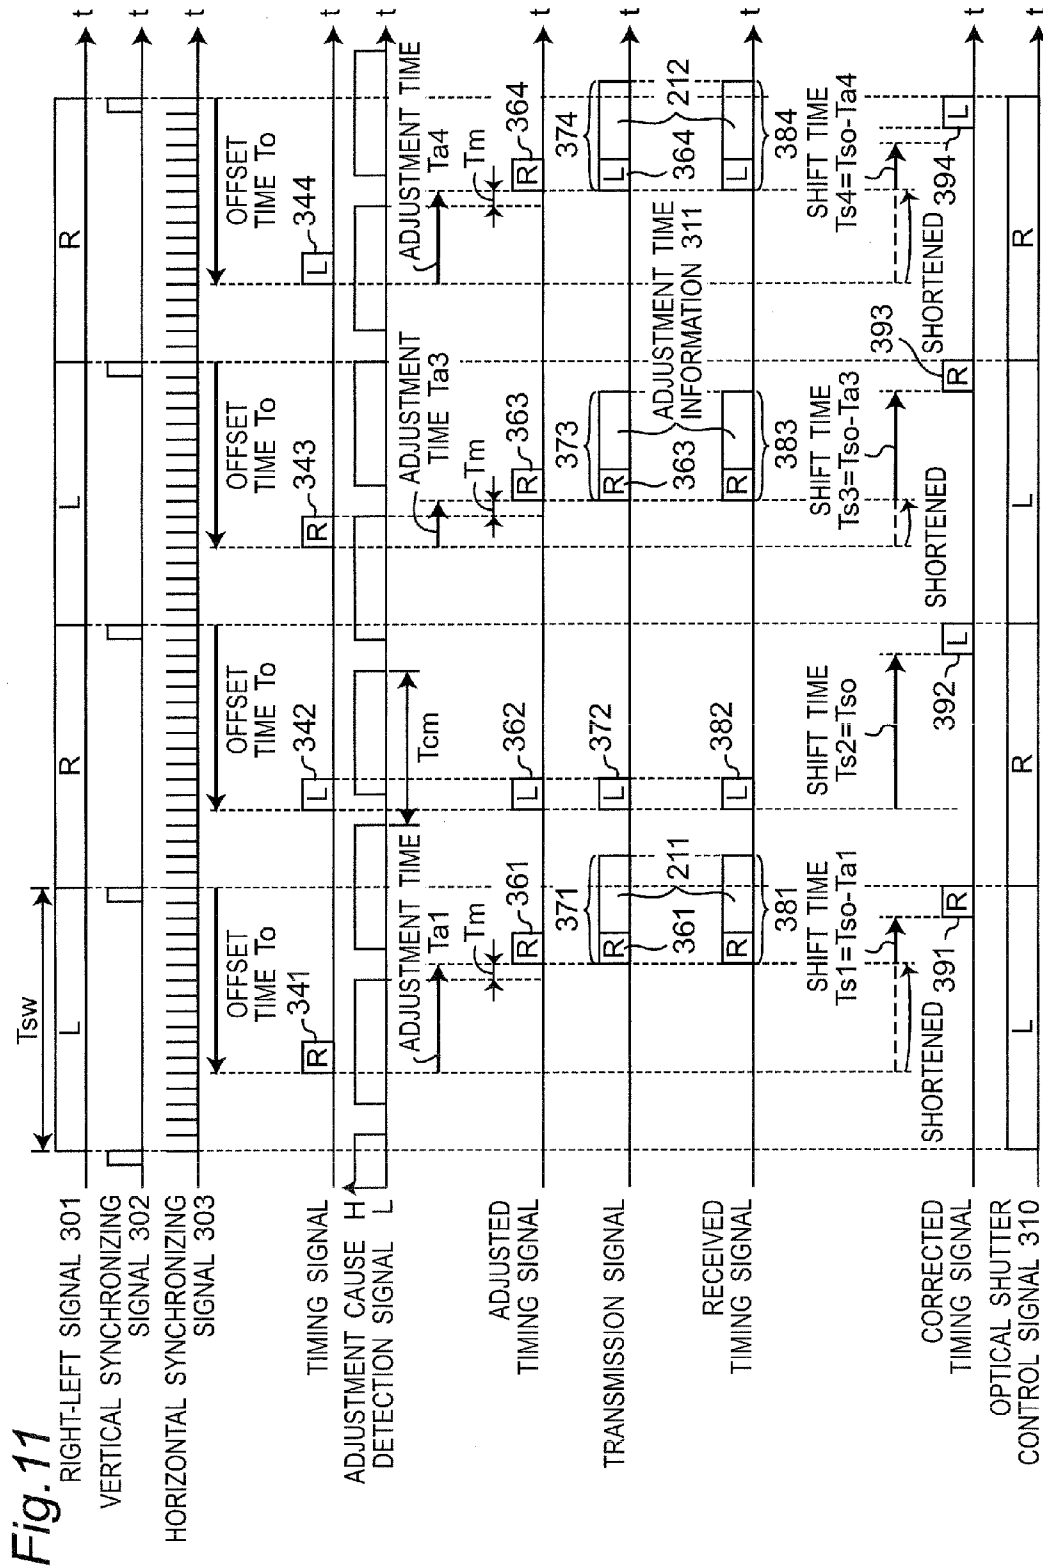 Fig.11
RIGHT-LEFT SIGNAL 301
L
R
L
R
t
Tsw
VERTICAL SYNCHRONIZING
SIGNAL 302
t
HORIZONTAL SYNCHRONIZING
SIGNAL 303
t
OFFSET
TIME To
OFFSET
TIME To
OFFSET
TIME To
OFFSET
TIME To
TIMING SIGNAL
R
341
L
342
R
343
L
344
t
ADJUSTMENT CAUSE H
DETECTION SIGNAL L
t
ADJUSTMENT TIME
Ta1
Tcm
ADJUSTMENT
TIME Ta3
ADJUSTMENT TIME
Ta4
Tm
Tm
Tm
ADJUSTED
TIMING SIGNAL
R
361
L
362
R
363
R
364
t
TRANSMISSION SIGNAL
371
R
L
372
373
R
374
L
t
361
211
363
ADJUSTMENT TIME
INFORMATION 311
364
212
RECEIVED
TIMING SIGNAL
R
381
L
382
R
383
L
384
t
SHIFT TIME
Ts1=Tso-Ta1
SHIFT TIME
Ts2=Tso
SHIFT TIME
Ts3=Tso-Ta3
SHIFT TIME
Ts4=Tso-Ta4
SHORTENED
SHORTENED
SHORTENED
CORRECTED
TIMING SIGNAL
391
R
392
L
393
R
394
L
t
OPTICAL SHUTTER
CONTROL SIGNAL 310
L
R
L
R
t